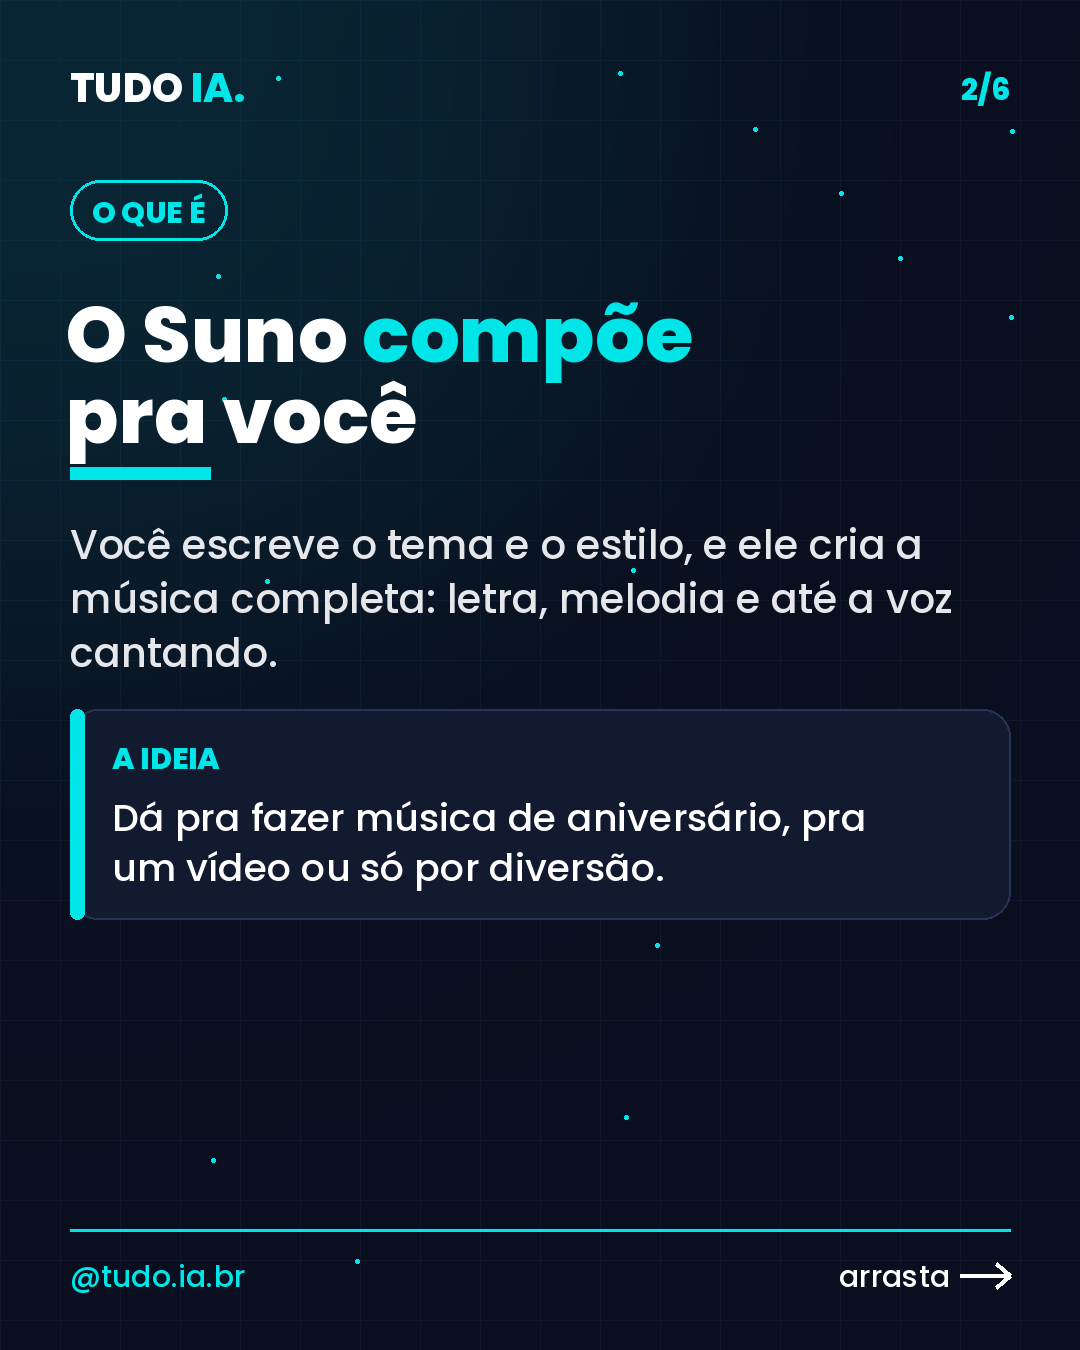 TUDO IA.
2/6
O QUE É
O Suno compõe
pra você
Você escreve o tema e o estilo, e ele cria a
música completa: letra, melodia e até a voz
cantando.
A IDEIA
Dá pra fazer música de aniversário, pra
um vídeo ou só por diversão.
@tudo.ia.br
arrasta